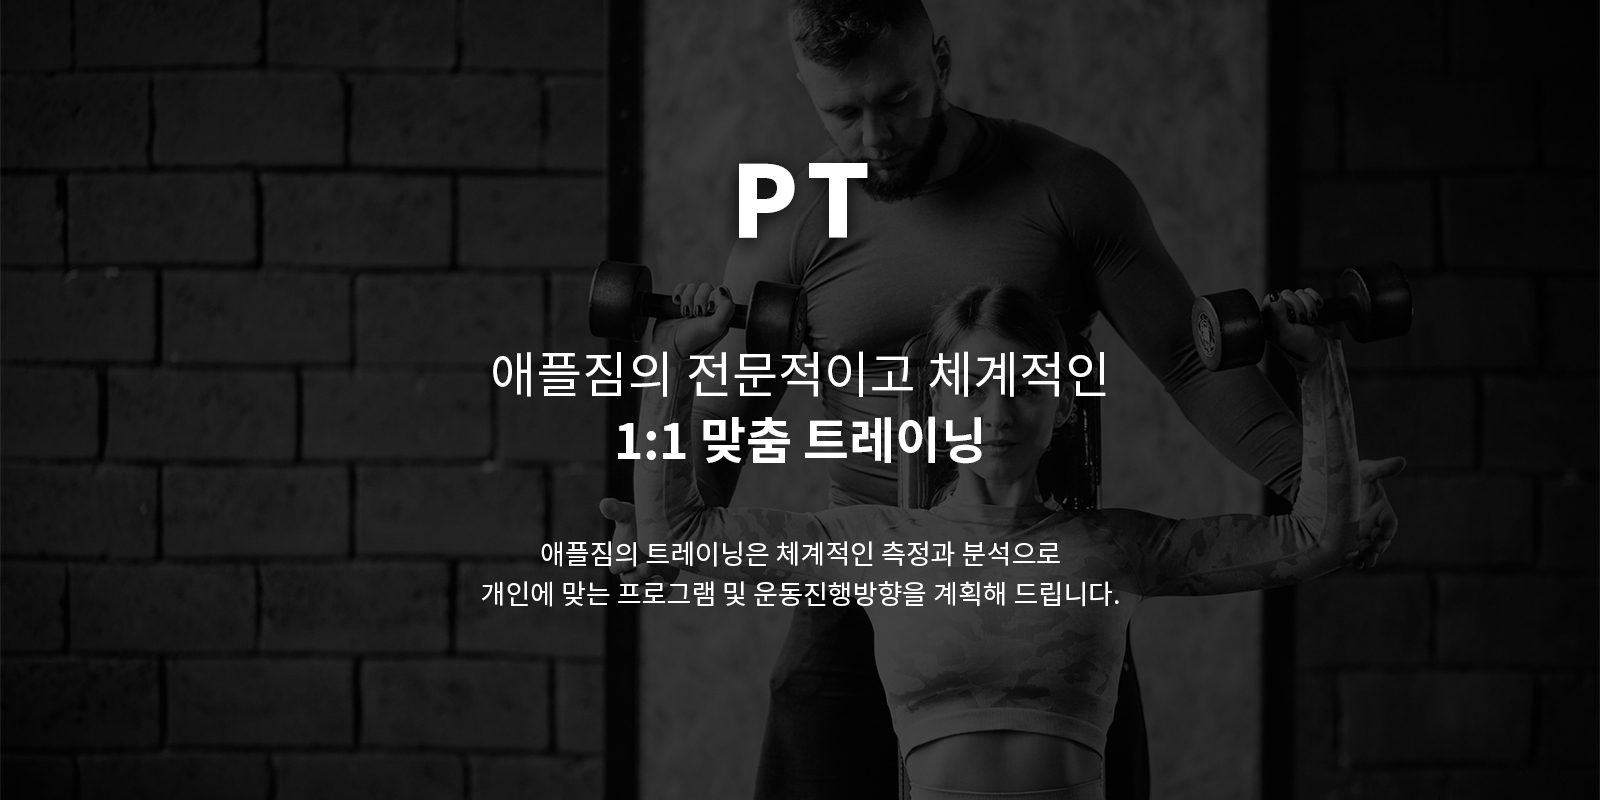 PT
애플짐의 전문적이고 체계적인
1:1 맞춤 트레이닝
애플짐의 트레이닝은 체계적인 측정과 분석으로
개인에 맞는 프로그램 및 운동진행방향을 계획해 드립니다.